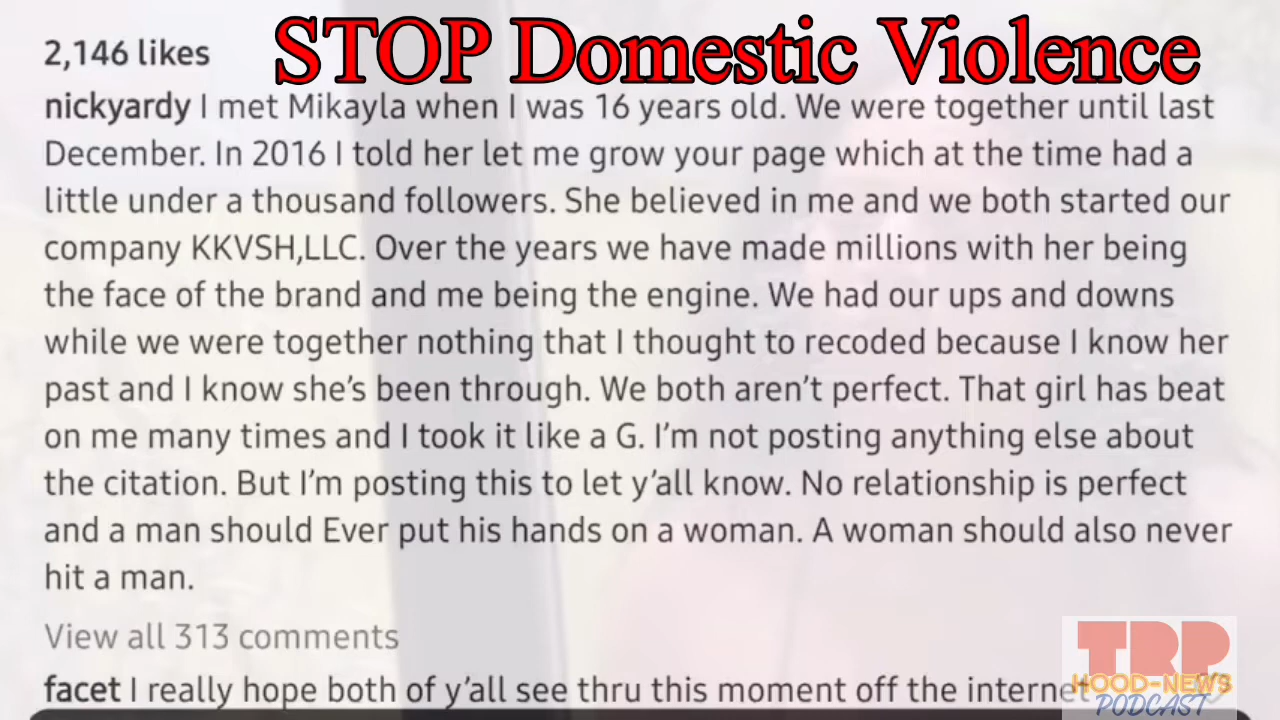 STOP Domestic Violence
2,146 likes
nickyardy I met Mikayla when I was 16 years old. We were together until last
December. In 2016 I told her let me grow your page which at the time had a
little under a thousand followers. She believed in me and we both started our
company KKVSH,LLC. Over the years we have made millions with her being
the face of the brand and me being the engine. We had our ups and downs
while we were together nothing that I thought to recoded because I know her
past and I know she's been through. We both aren't perfect. That girl has beat
on me many times and I took it like a G. I'm not posting anything else about
the citation. But I'm posting this to let y'all know. No relationship is perfect
and a man should Ever put his hands on a woman. A woman should also never
hit a man.
View all 313 comments
facet I really hope both of y'all see thru this moment off the internet
TRP
HOOD-NEWS
PODCAST